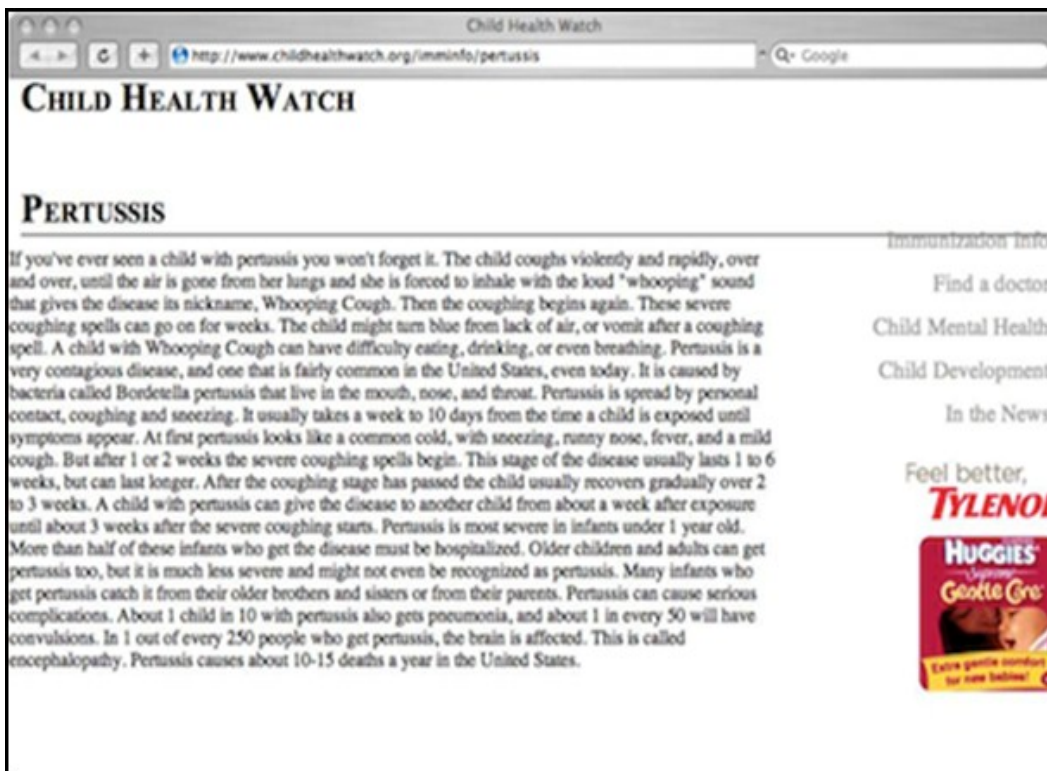 Child Health Watch
http://www.childhealthwatch.org/imminfo/pertussis
Google
CHILD HEALTH WATCH
PERTUSSIS
If you've ever seen a child with pertussis you won't forget it. The child coughs violently and rapidly, over
and over, until the air is gone from her lungs and she is forced to inhale with the loud "whooping" sound
that gives the disease its nickname, Whooping Cough. Then the coughing begins again. These severe
coughing spells can go on for weeks. The child might turn blue from lack of air, or vomit after a coughing
spell. A child with Whooping Cough can have difficulty eating, drinking, or even breathing. Pertussis is a
very contagious disease, and one that is fairly common in the United States, even today. It is caused by
bacteria called Bordetella pertussis that live in the mouth, nose, and throat. Pertussis is spread by personal
contact, coughing and sneezing. It usually takes a week to 10 days from the time a child is exposed until
symptoms appear. At first pertussis looks like a common cold, with sneezing, runny nose, fever, and a mild
cough. But after 1 or 2 weeks the severe coughing spells begin. This stage of the disease usually lasts 1 to 6
weeks, but can last longer. After the coughing stage has passed the child usually recovers gradually over 2
to 3 weeks. A child with pertussis can give the disease to another child from about a week after exposure
until about 3 weeks after the severe coughing starts. Pertussis is most severe in infants under 1 year old.
More than half of these infants who get the disease must be hospitalized. Older children and adults can get
pertussis too, but it is much less severe and might not even be recognized as pertussis. Many infants who
get pertussis catch it from their older brothers and sisters or from their parents. Pertussis can cause serious
complications. About 1 child in 10 with pertussis also gets pneumonia, and about 1 in every 50 will have
convulsions. In 1 out of every 250 people who get pertussis, the brain is affected. This is called
encephalopathy. Pertussis causes about 10-15 deaths a year in the United States.
Immunization Info
Find a doctor
Child Mental Health
Child Development
In the News
Feel better,
TYLENOL
HUGGIES
Supreme
Gentle Care
Extra gentle comfort
for new babies!